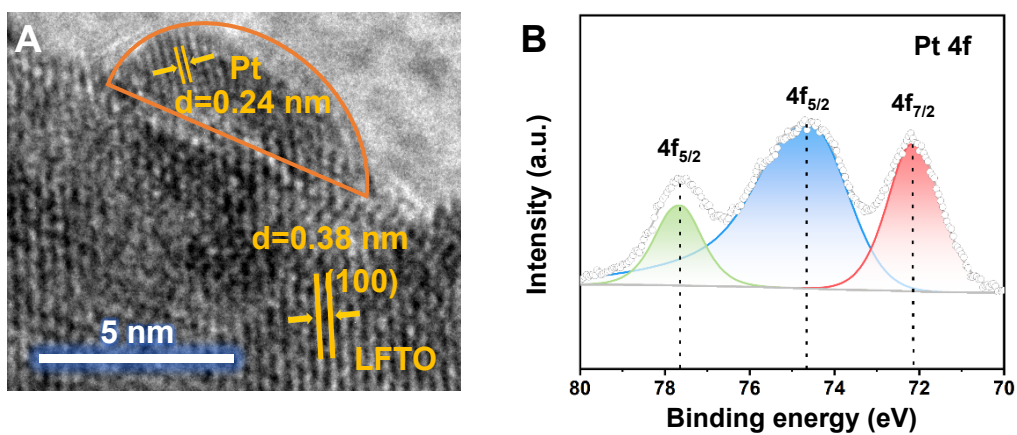 A
Pt
d=0.24 nm
d=0.38 nm
(100)
5 nm
LFTO
B
Pt 4f
4f5/2
4f5/2
4f7/2
Intensity (a.u.)
80 78 76 74 72 70
Binding energy (eV)